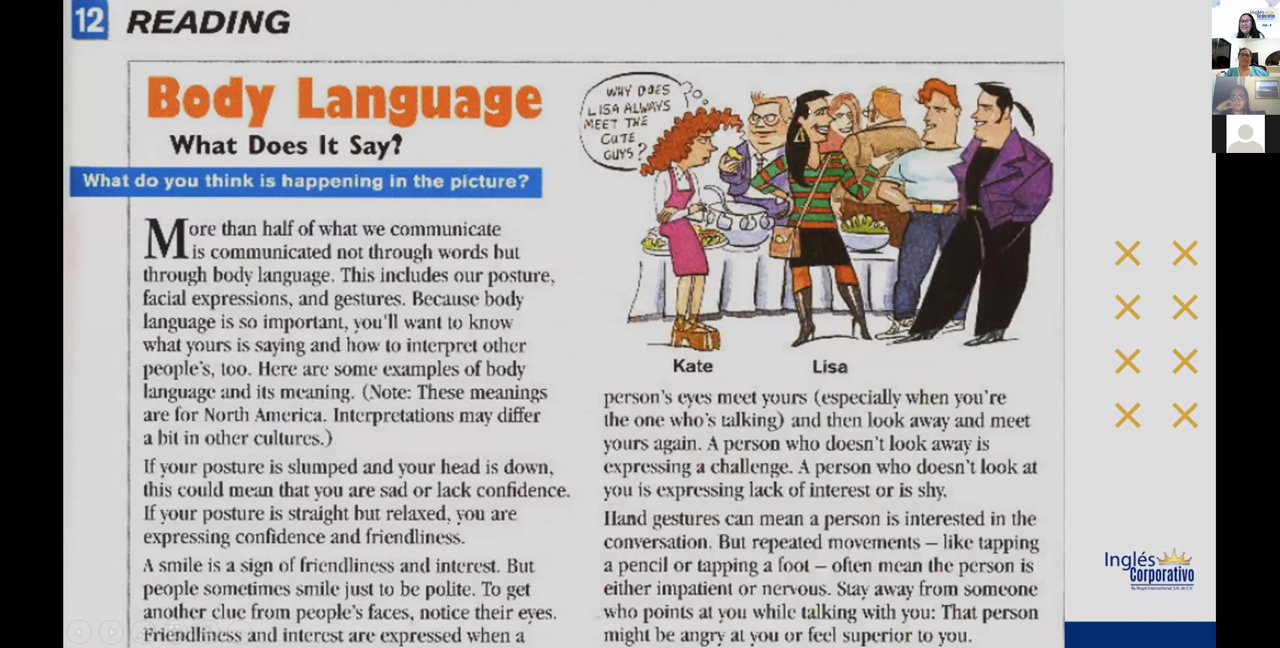 12 READING
Body Language
What Does It Say?
What do you think is happening in the picture?
More than half of what we communicate
is communicated not through words but
through body language. This includes our posture,
facial expressions, and gestures. Because body
language is so important, you'll want to know
what yours is saying and how to interpret other
people's, too. Here are some examples of body
language and its meaning. (Note: These meanings
are for North America. Interpretations may differ
a bit in other cultures.)
If your posture is slumped and your head is down,
this could mean that you are sad or lack confidence.
If your posture is straight but relaxed, you are
expressing confidence and friendliness.
A smile is a sign of friendliness and interest. But
people sometimes smile just to be polite. To get
another clue from people's faces, notice their eyes.
Friendliness and interest are expressed when a
WHY DOES
LISA ALWAYS
MEET THE
CUTE
GUYS?
Kate Lisa
person's eyes meet yours (especially when you're
the one who's talking) and then look away and meet
yours again. A person who doesn't look away is
expressing a challenge. A person who doesn't look at
you is expressing lack of interest or is shy.
Hand gestures can mean a person is interested in the
conversation. But repeated movements – like tapping
a pencil or tapping a foot – often mean the person is
either impatient or nervous. Stay away from someone
who points at you while talking with you: That person
might be angry at you or feel superior to you.
Inglés
Corporativo